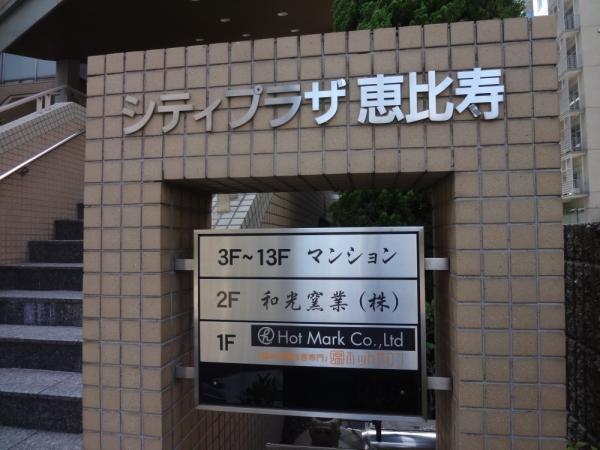 シティプラザ恵比寿
3F~13F マンション
2F 和光窯業(株)
1F Hot Mark Co.,Ltd